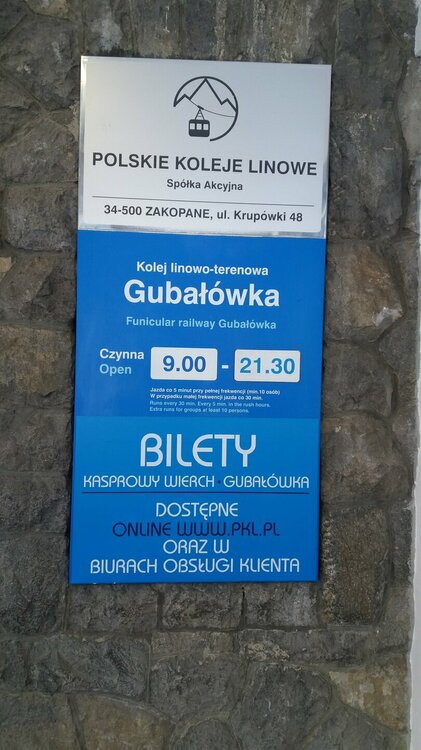 POLSKIE KOLEJE LINOWE
Spółka Akcyjna
34-500 ZAKOPANE, ul. Krupówki 48
Kolej linowo-terenowa
Gubałówka
Funicular railway Gubałówka
Czynna
Open
9.00 - 21.30
Jazda co 5 minut przy pełnej frekwencji (min.10 osób)
W przypadku małej frekwencji jazda co 30 min.
Runs every 30 min. Every 5 min. in the rush hours.
Extra runs for groups at least 10 persons.
BILETY
KASPROWY WIERCH · GUBAŁÓWKA
DOSTĘPNE
ONLINE WWW.PKL.PL
ORAZ W
BIURACH OBSŁUGI KLIENTA